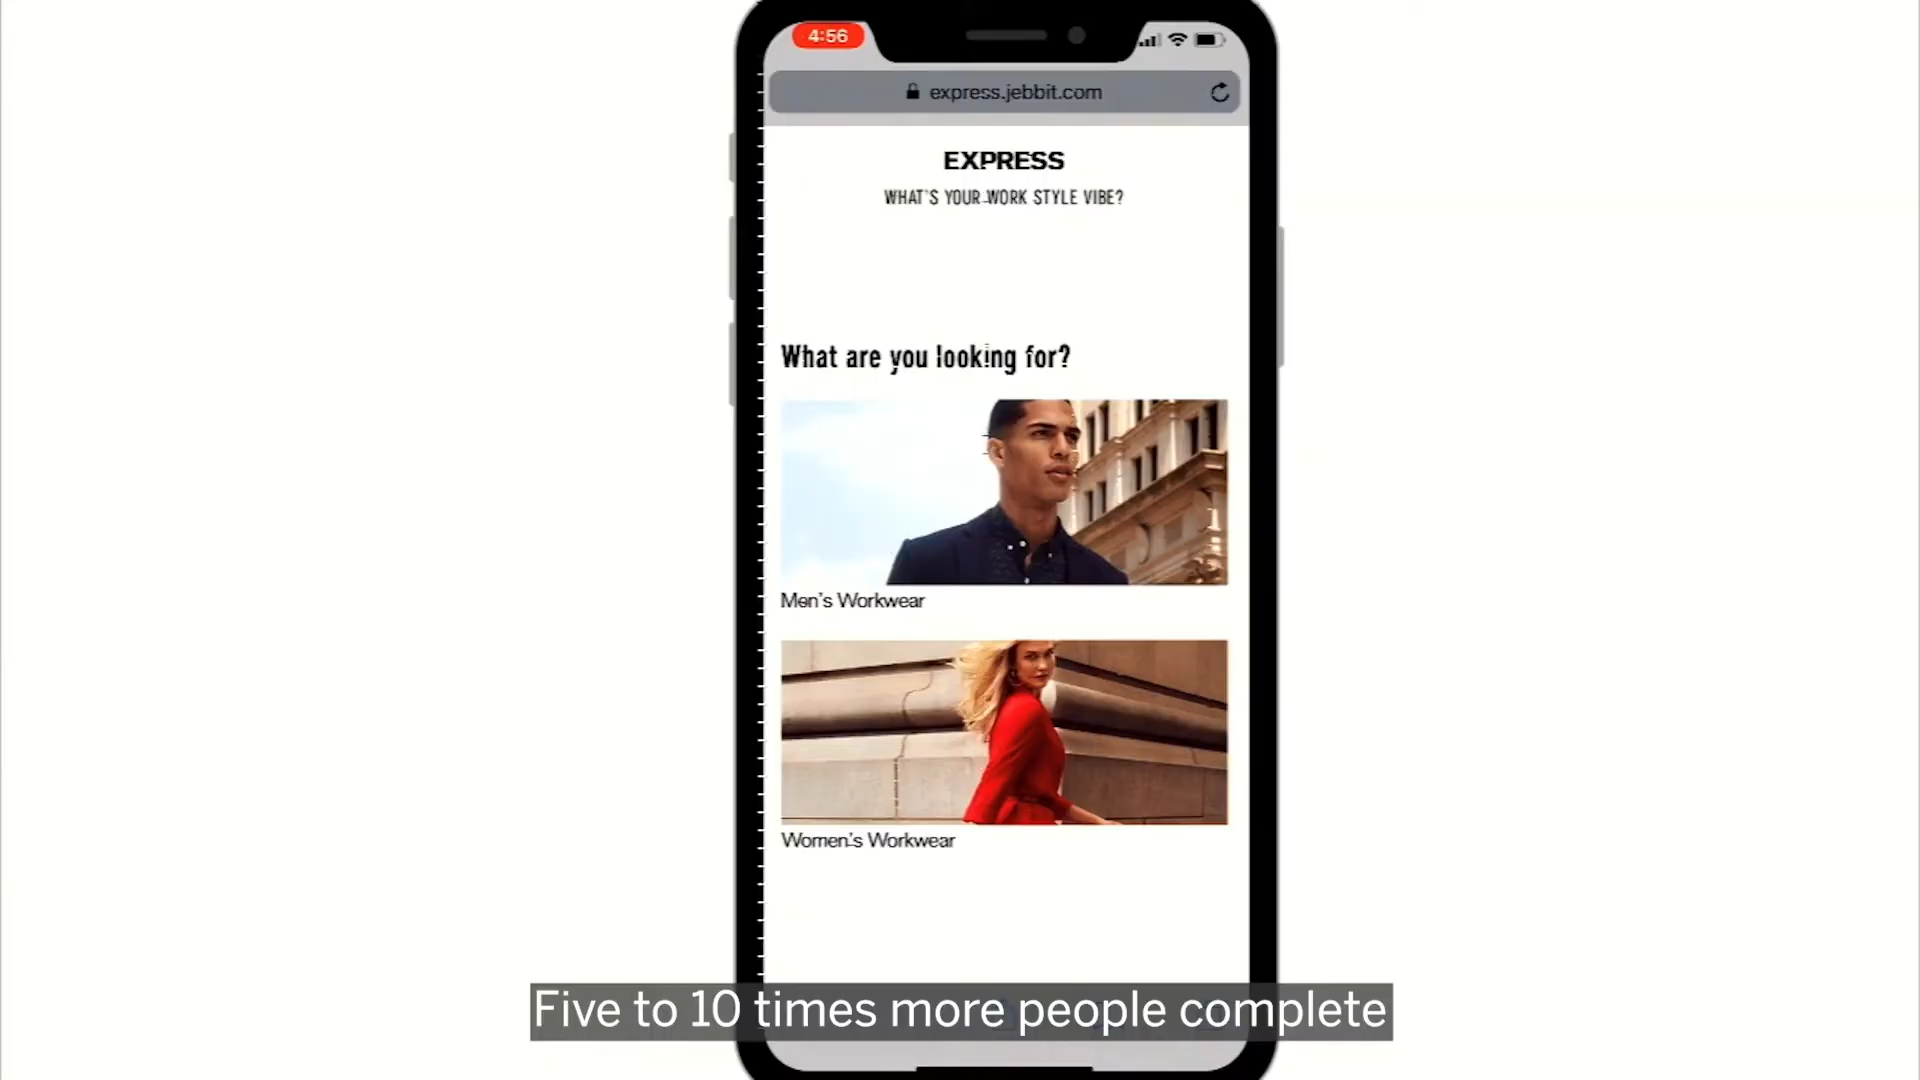 4:56
express.jebbit.com
EXPRESS
WHAT'S YOUR WORK STYLE VIBE?
What are you looking for?
Men's Workwear
Women's Workwear
Five to 10 times more people complete